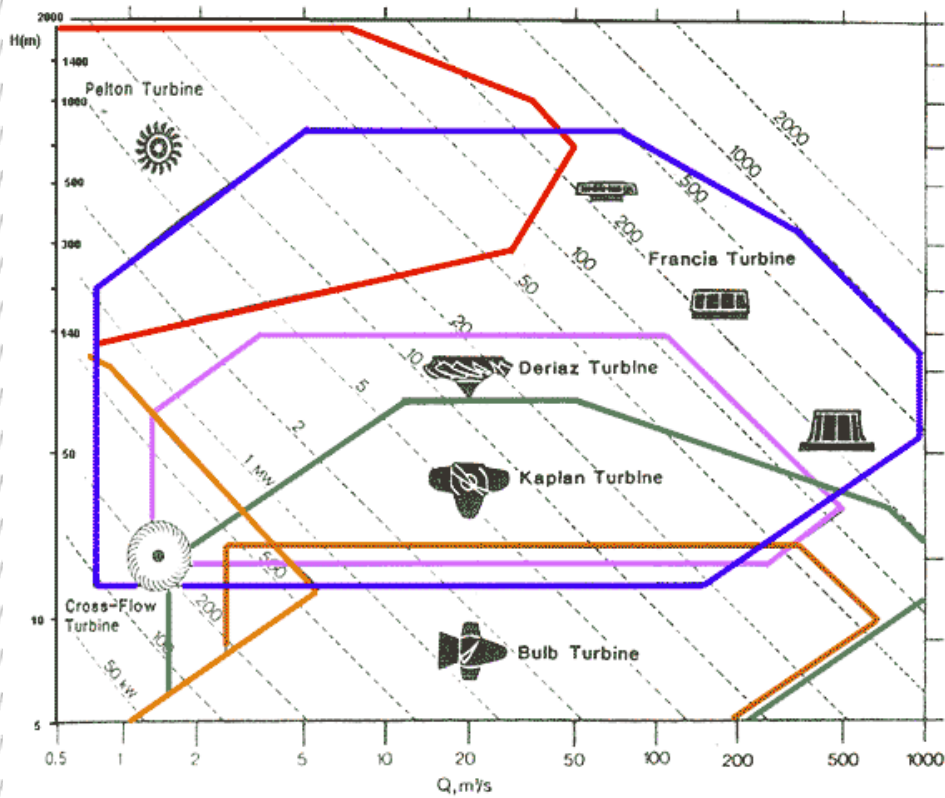 2000
H(m)
1400
Pelton Turbine
1000
2000
1000
500
500
200
300
Francis Turbine
100
50
140
20
10
Deriaz Turbine
5
2
50
1 MW
Kaplan Turbine
500
Cross-Flow
Turbine
200
10
100
Bulb Turbine
50 kW
5
0.5 1 2 5 10 20 50 100 200 500 1000
Q, m³/s